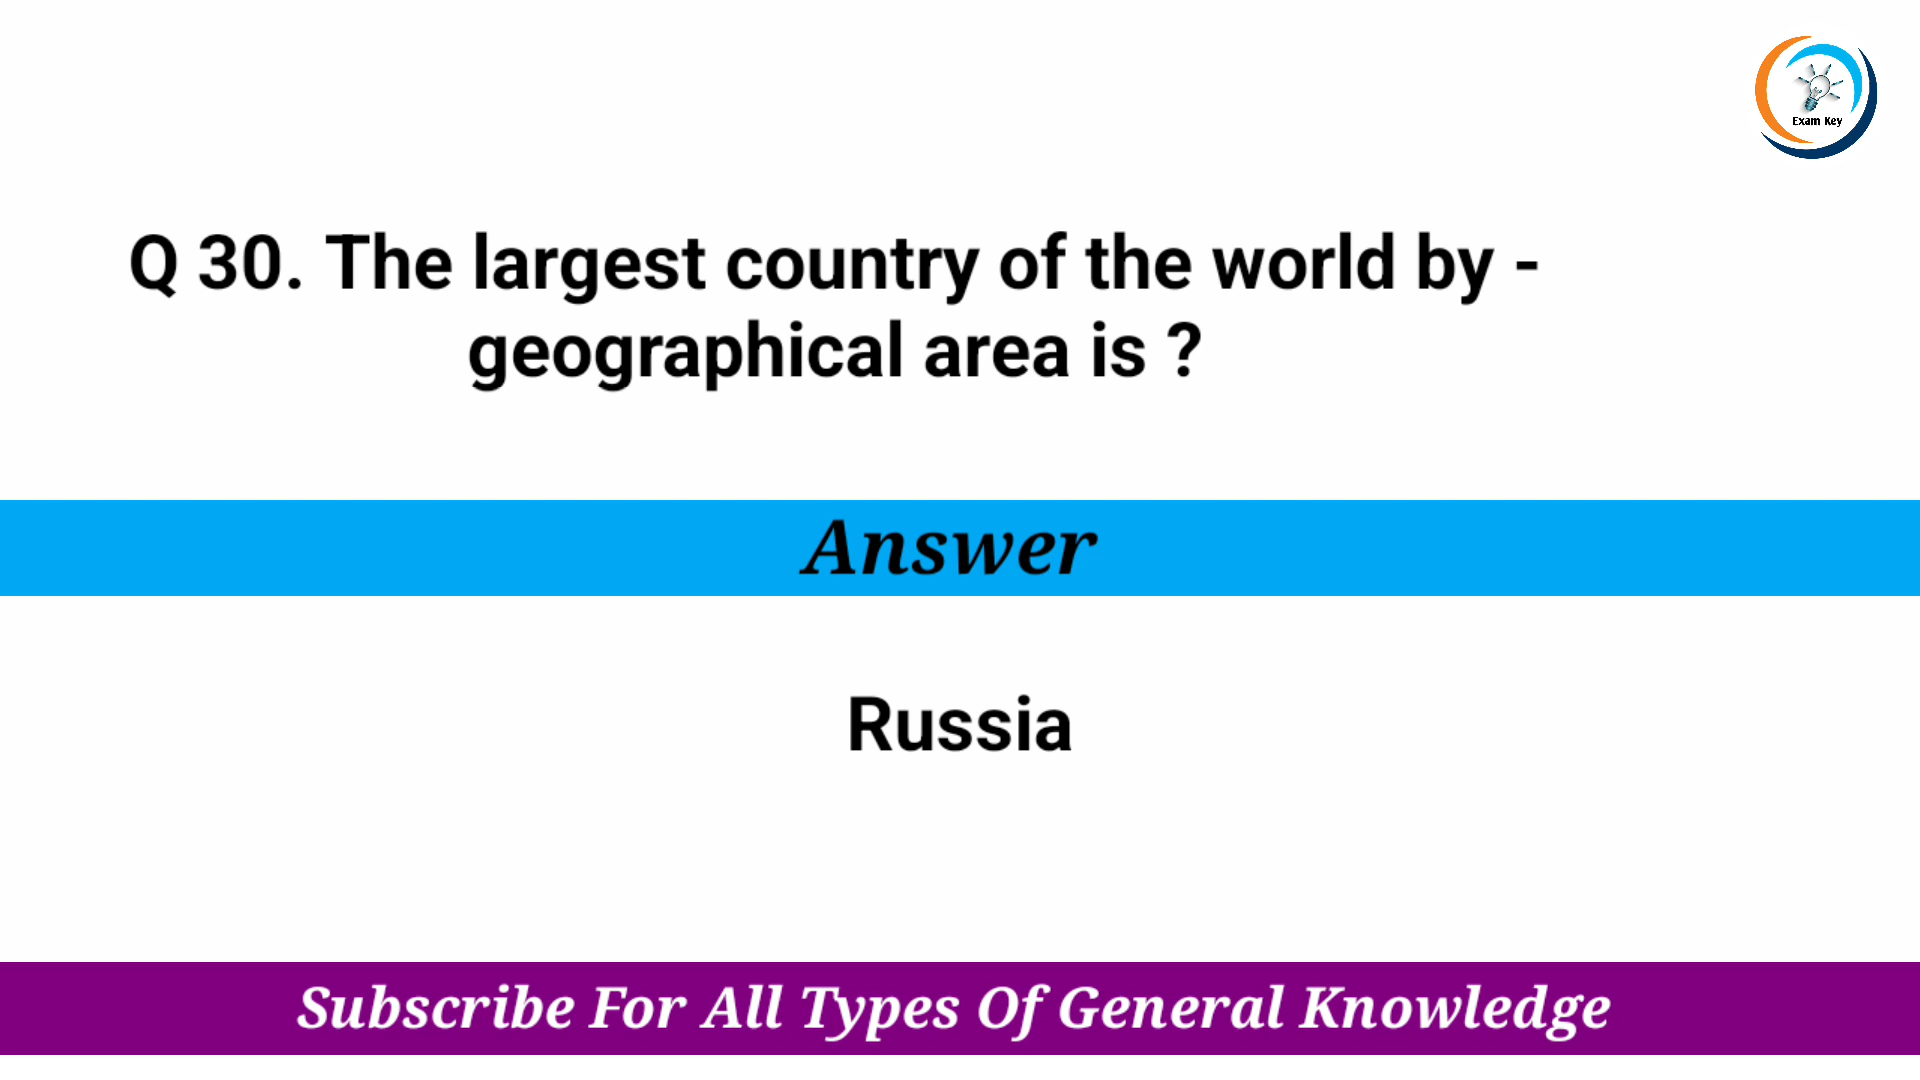 Exam Key
Q 30. The largest country of the world by -
geographical area is ?
Answer
Russia
Subscribe For All Types Of General Knowledge